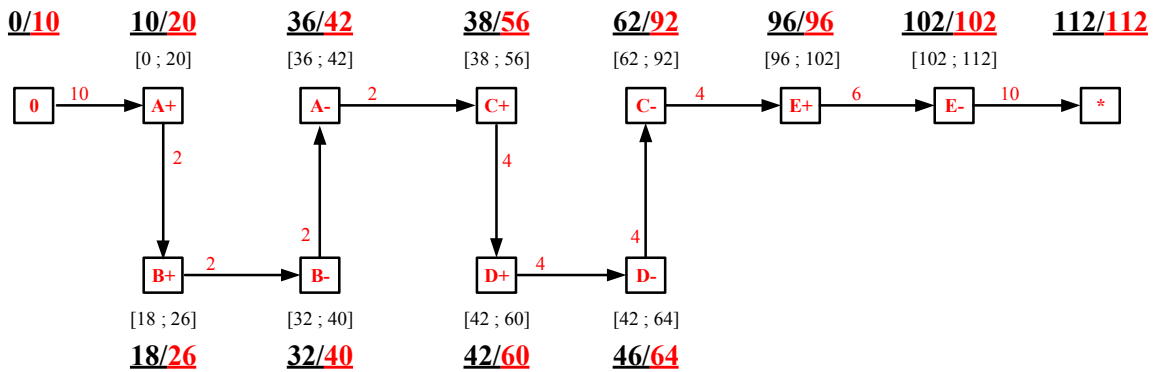 0/10 10/20 36/42 38/56 62/92 96/96 102/102 112/112
[0 ; 20] [36 ; 42] [38 ; 56] [62 ; 92] [96 ; 102] [102 ; 112]
0 10 A+ A- 2 C+ C- 4 E+ 6 E- 10 *
2 4
2 4
B+ 2 B- D+ 4 D-
[18 ; 26] [32 ; 40] [42 ; 60] [42 ; 64]
18/26 32/40 42/60 46/64